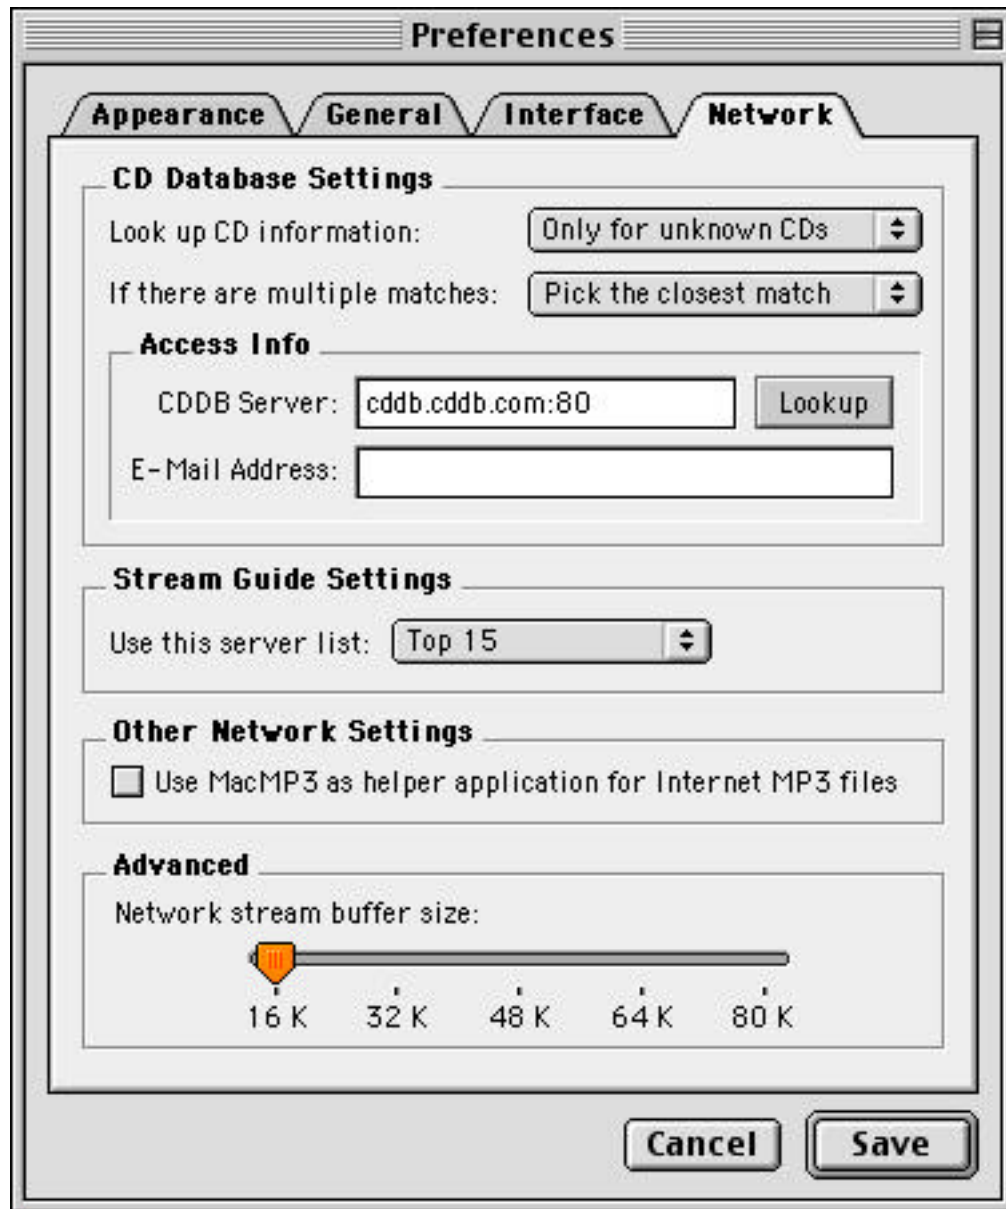 Preferences
Appearance General Interface Network
CD Database Settings
Look up CD information: Only for unknown CDs
If there are multiple matches: Pick the closest match
Access Info
CDDB Server: cddb.cddb.com:80 Lookup
E-Mail Address:
Stream Guide Settings
Use this server list: Top 15
Other Network Settings
Use MacMP3 as helper application for Internet MP3 files
Advanced
Network stream buffer size:
16 K 32 K 48 K 64 K 80 K
Cancel Save